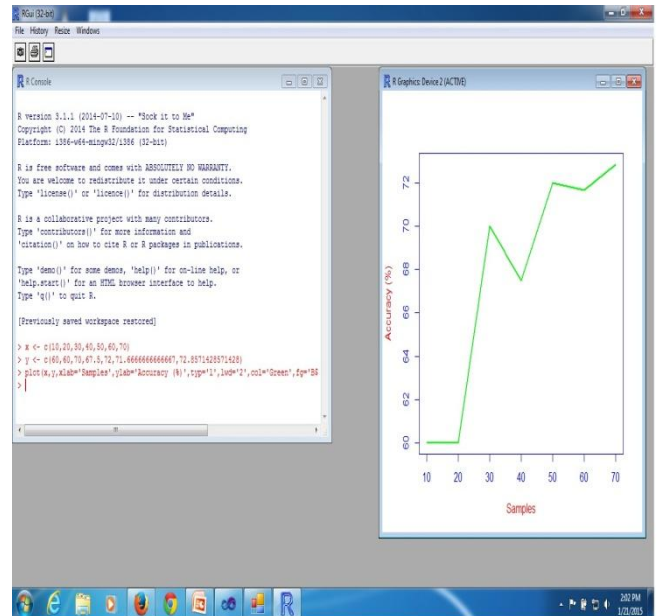 RGui (32-bit)
File History Resize Windows
R Console
R version 3.1.1 (2014-07-10) -- "Sock it to Me"
Copyright (C) 2014 The R Foundation for Statistical Computing
Platform: i386-w64-mingw32/i386 (32-bit)
R is free software and comes with ABSOLUTELY NO WARRANTY.
You are welcome to redistribute it under certain conditions.
Type 'license()' or 'licence()' for distribution details.
R is a collaborative project with many contributors.
Type 'contributors()' for more information and
'citation()' on how to cite R or R packages in publications.
Type 'demo()' for some demos, 'help()' for on-line help, or
'help.start()' for an HTML browser interface to help.
Type 'q()' to quit R.
[Previously saved workspace restored]
> x <- c(10,20,30,40,50,60,70)
> y <- c(60,60,70,67.5,72,71.6666666666667,72.8571428571428)
> plot(x,y,xlab='Samples',ylab='Accuracy (%)',typ='l',lwd='2',col='Green',fg='BG
>
R Graphics: Device 2 (ACTIVE)
72
70
68
66
64
62
60
Accuracy (%)
10 20 30 40 50 60 70
Samples
2:02 PM
1/21/2015